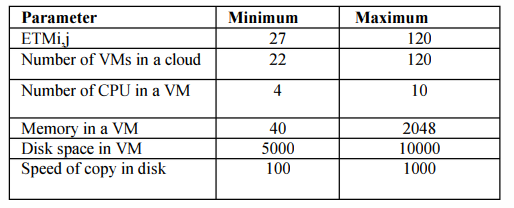 Parameter Minimum Maximum
ETMi,j 27 120
Number of VMs in a cloud 22 120
Number of CPU in a VM 4 10
Memory in a VM 40 2048
Disk space in VM 5000 10000
Speed of copy in disk 100 1000